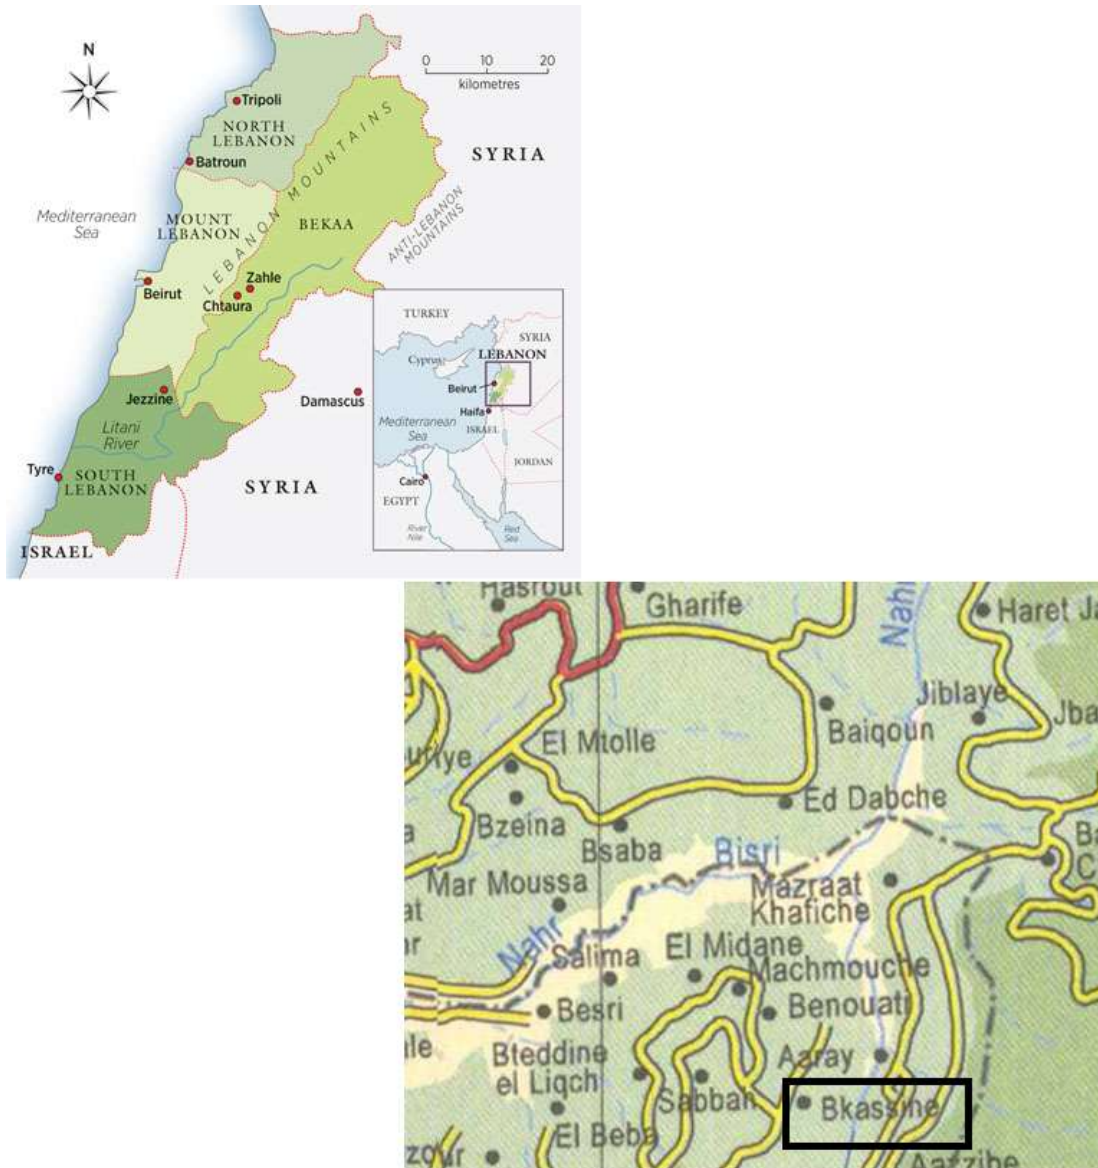 N
0 10 20
kilometres
Tripoli
NORTH
LEBANON
SYRIA
Batroun
LEBANON MOUNTAINS
Mediterranean
Sea
MOUNT
LEBANON
BEKAA
ANTI-LEBANON
MOUNTAINS
Zahle
Beirut
Chtaura
TURKEY
SYRIA
Cyprus
LEBANON
Beirut
Haifa
Mediterranean
Sea
ISRAEL
JORDAN
Cairo
EGYPT
River
Nile
Red
Sea
Jezzine
Damascus
Litani
River
Tyre
SOUTH
LEBANON
SYRIA
ISRAEL
Hasrout
Gharife
Nahr
Haret Ja
Jiblaye
Jba
Baiqoun
El Mtolle
Ed Dabche
Bzeina
Bsaba
Bisri
Ba
C
Mar Moussa
Mazraat
Khafiche
Nahr
Salima
El Midane
Machmouche
Besri
Benouati
Bteddine
el Liqch
Aaray
Sabbah
Bkassine
El Beba